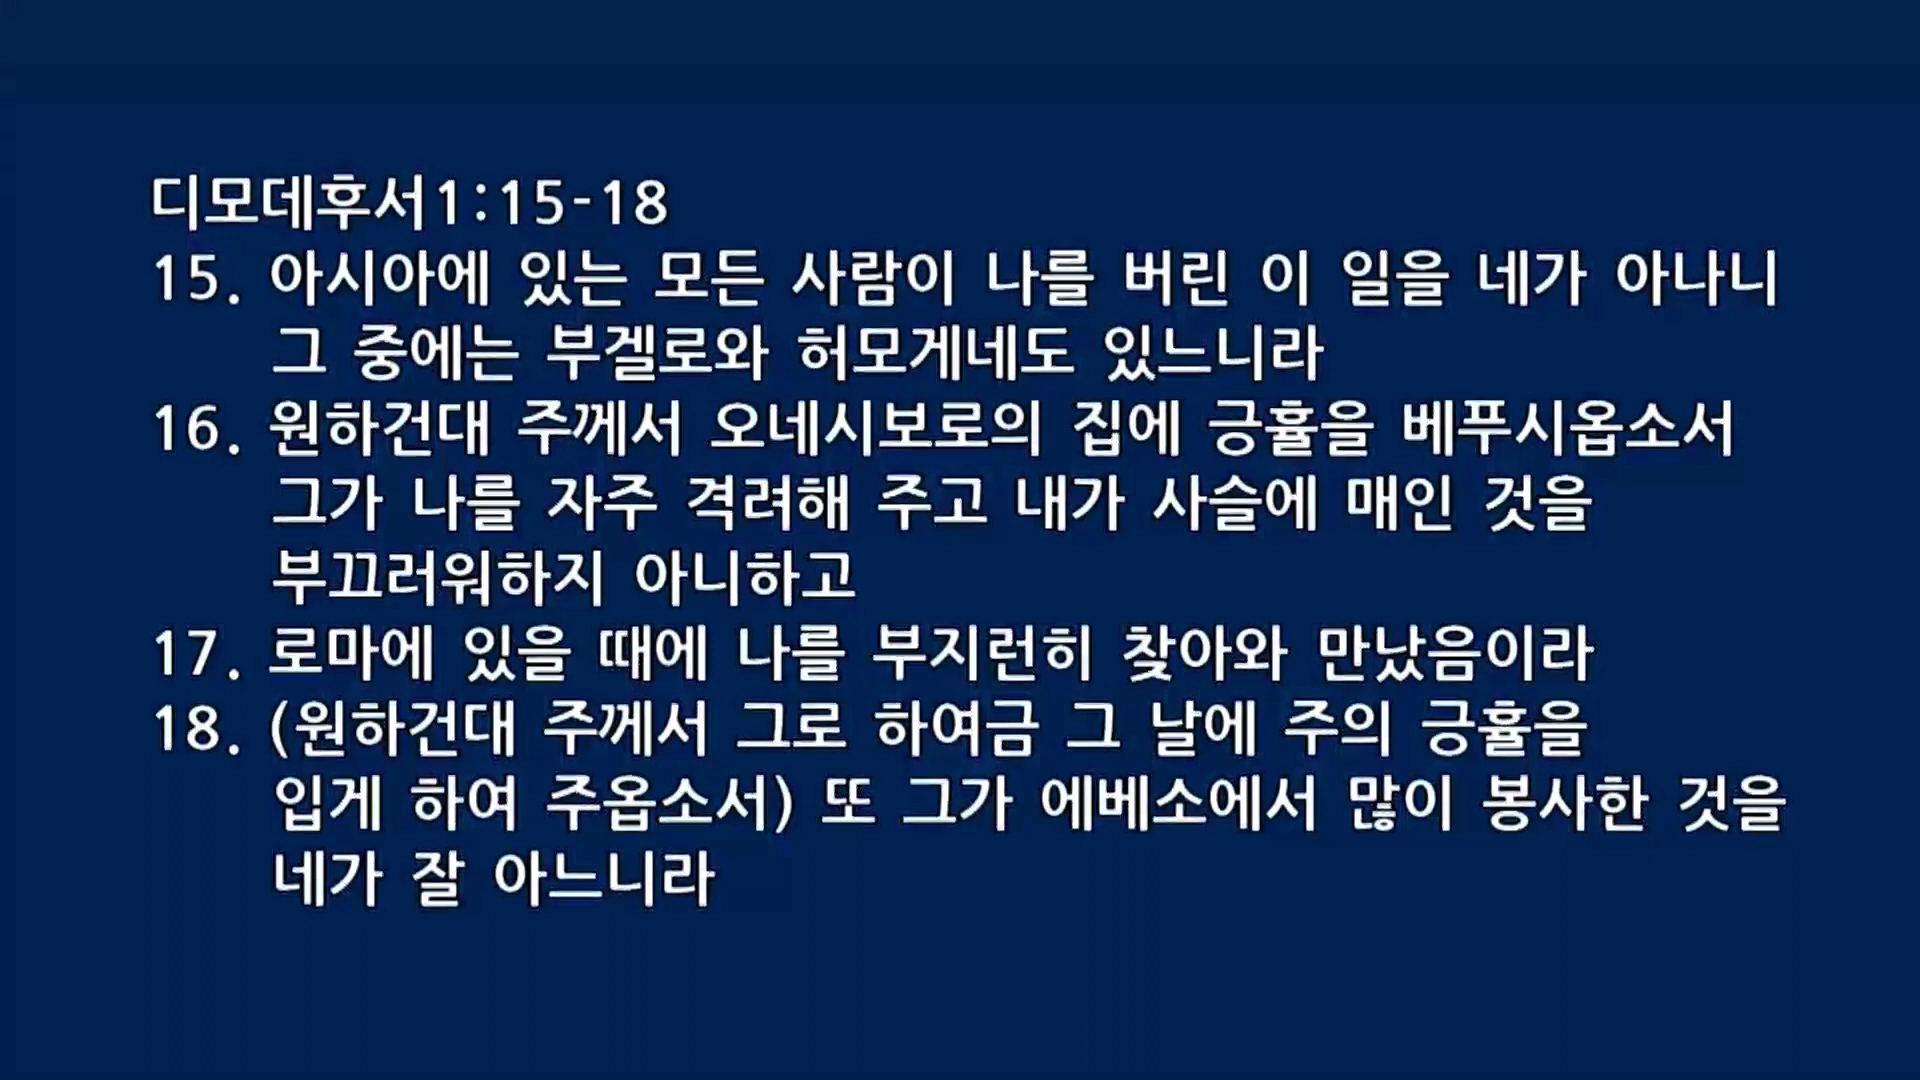 디모데후서1:15-18
15. 아시아에 있는 모든 사람이 나를 버린 이 일을 네가 아나니
그 중에는 부겔로와 허모게네도 있느니라
16. 원하건대 주께서 오네시보로의 집에 긍휼을 베푸시옵소서
그가 나를 자주 격려해 주고 내가 사슬에 매인 것을
부끄러워하지 아니하고
17. 로마에 있을 때에 나를 부지런히 찾아와 만났음이라
18. (원하건대 주께서 그로 하여금 그 날에 주의 긍휼을
입게 하여 주옵소서) 또 그가 에베소에서 많이 봉사한 것을
네가 잘 아느니라